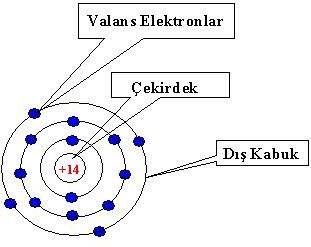 Valans Elektronlar
Çekirdek
+14
Dış Kabuk